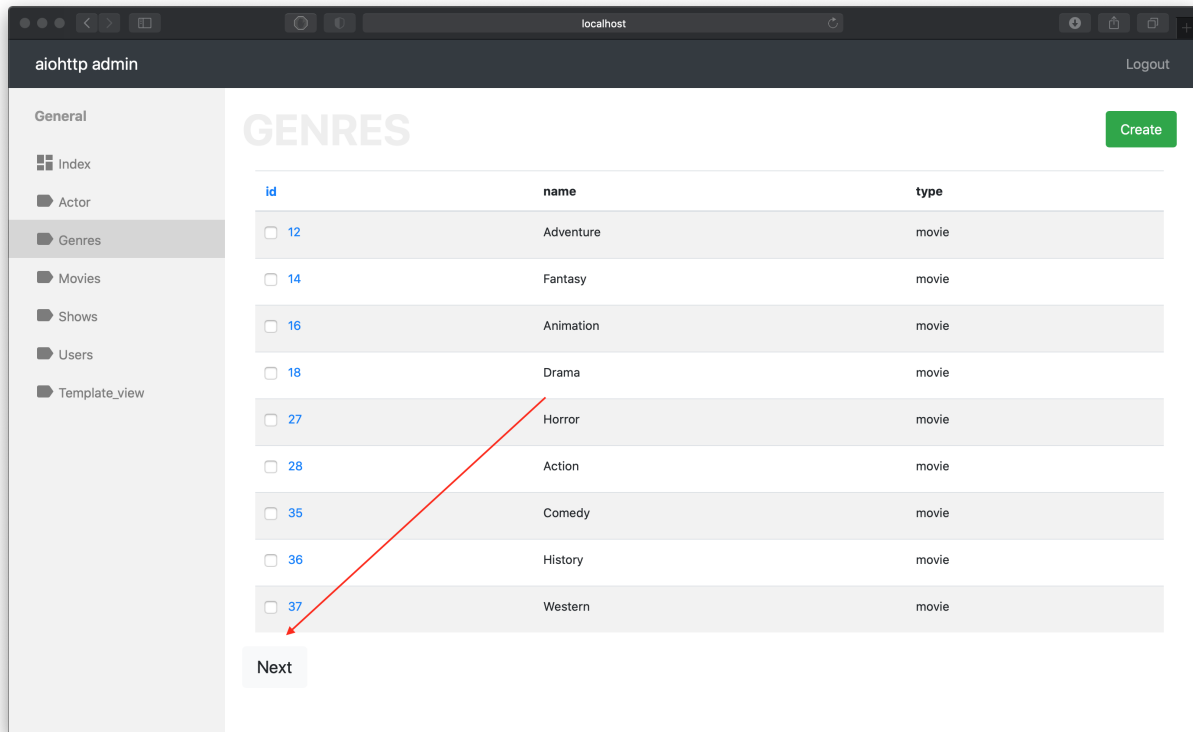 localhost
aiohttp admin
Logout
General
Index
Actor
Genres
Movies
Shows
Users
Template_view
GENRES
Create
id name type
12 Adventure movie
14 Fantasy movie
16 Animation movie
18 Drama movie
27 Horror movie
28 Action movie
35 Comedy movie
36 History movie
37 Western movie
Next